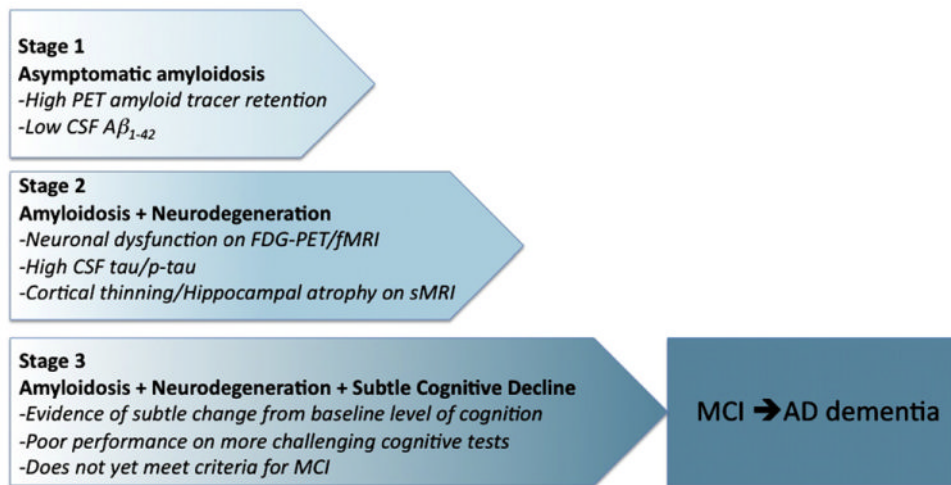 Stage 1
Asymptomatic amyloidosis
-High PET amyloid tracer retention
-Low CSF Aβ1-42
Stage 2
Amyloidosis + Neurodegeneration
-Neuronal dysfunction on FDG-PET/fMRI
-High CSF tau/p-tau
-Cortical thinning/Hippocampal atrophy on sMRI
Stage 3
Amyloidosis + Neurodegeneration + Subtle Cognitive Decline
-Evidence of subtle change from baseline level of cognition
-Poor performance on more challenging cognitive tests
-Does not yet meet criteria for MCI
MCI ➔ AD dementia